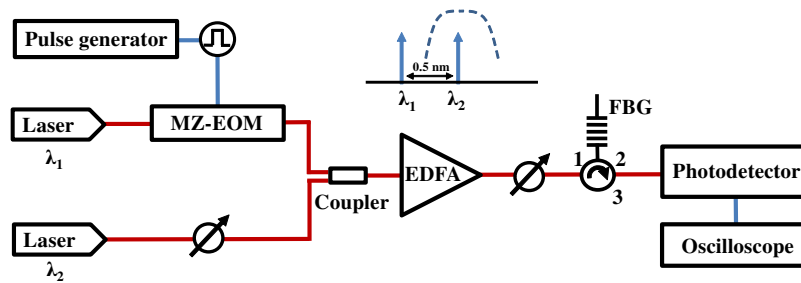 Pulse generator
0.5 nm
λ1
λ2
Laser
λ1
MZ-EOM
Coupler
EDFA
FBG
1
2
3
Photodetector
Oscilloscope
Laser
λ2